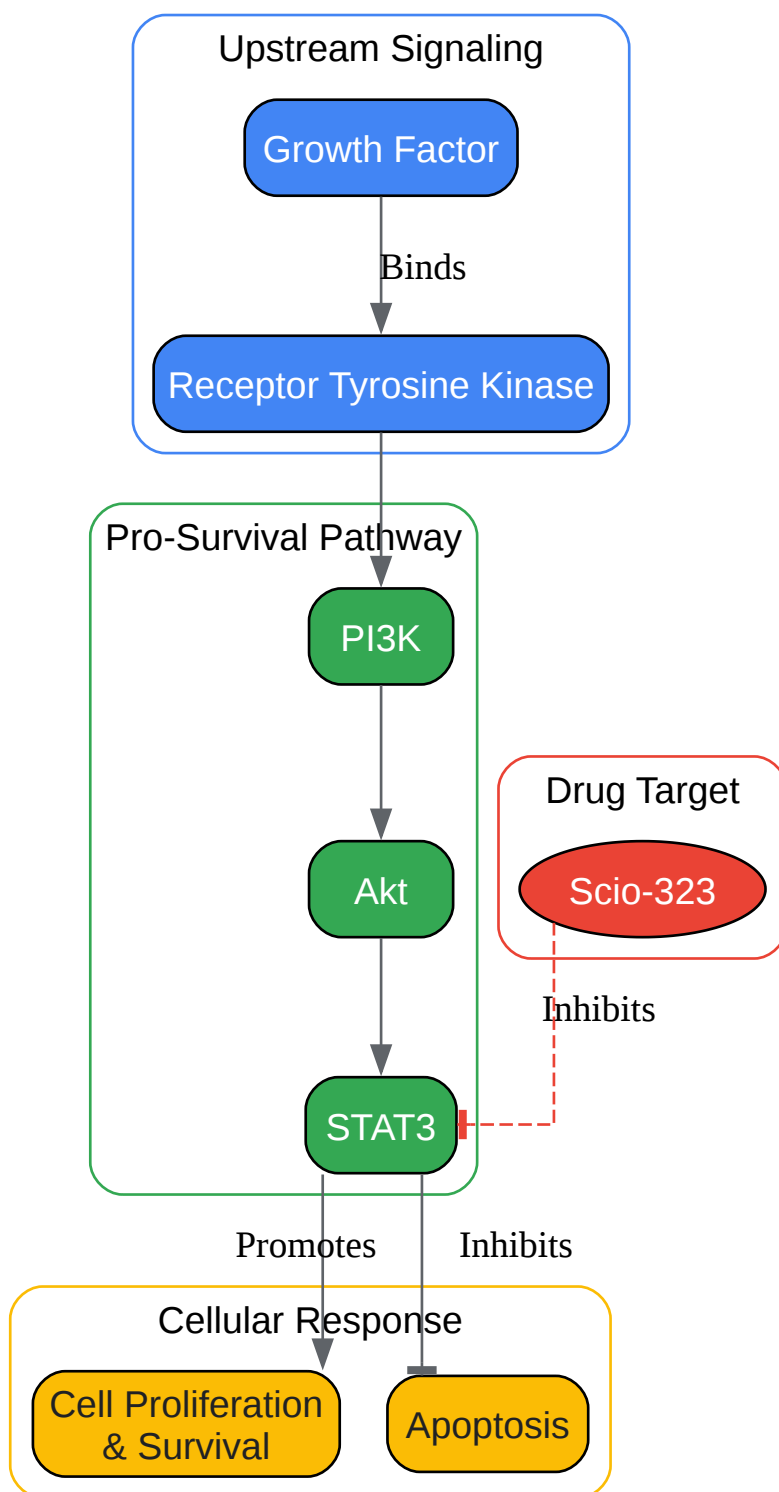 Upstream Signaling
Growth Factor
Binds
Receptor Tyrosine Kinase
Pro-Survival Pathway
PI3K
Drug Target
Akt
Scio-323
Inhibits
STAT3
Promotes
Inhibits
Cellular Response
Cell Proliferation
& Survival
Apoptosis